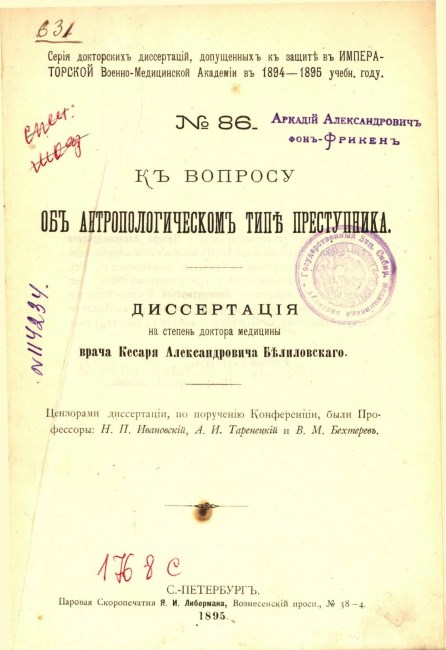 631
Серія докторскихъ диссертацій, допущенныхъ къ защитѣ въ ИМПЕРА-
ТОРСКОЙ Военно-Медицинской Академіи въ 1894—1895 учебн. году.
№ 86.
Аркадій Александровичъ
фонъ-Фрикенъ
КЪ ВОПРОСУ
ОБЪ АНТРОПОЛОГИЧЕСКОМЪ ТИПѢ ПРЕСТУПНИКА.
ДИССЕРТАЦІЯ
на степень доктора медицины
врача Кесаря Александровича Бѣлиловскаго.
№ 114234.
Цензорами диссертаціи, по порученію Конференціи, были Про-
фессоры: Н. П. Ивановскій, А. И. Таренецкій и В. М. Бехтеревъ.
1768 С
С.-ПЕТЕРБУРГЪ.
Паровая Скоропечатня Я. И. Либермана, Вознесенскій просп., № 38—4.
1895.